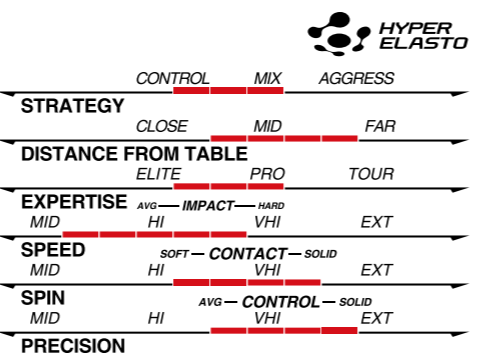 HYPER
ELASTO
CONTROL MIX AGGRESS
STRATEGY
CLOSE MID FAR
DISTANCE FROM TABLE
ELITE PRO TOUR
EXPERTISE AVG — IMPACT — HARD
MID HI VHI EXT
SPEED SOFT — CONTACT — SOLID
MID HI VHI EXT
SPIN AVG — CONTROL — SOLID
MID HI VHI EXT
PRECISION